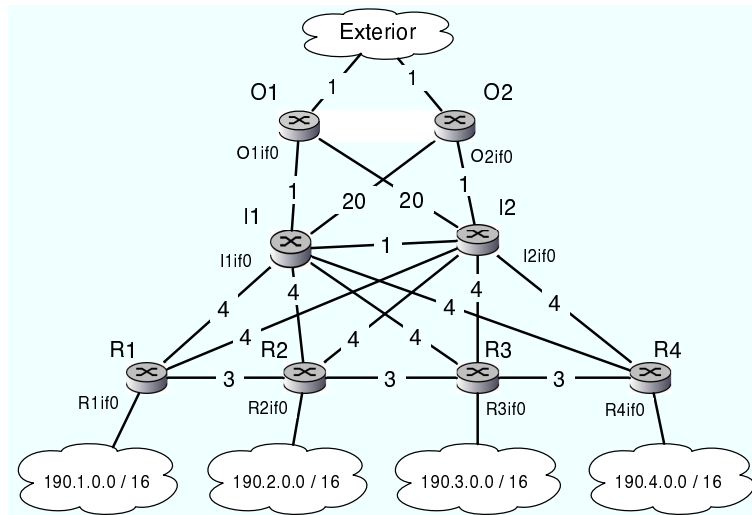 Exterior
1 1
O1 O2
O1if0 O2if0
1 20 20 1
I1 I2
I1if0 1 I2if0
4 4 4 4
4 4 4 4
R1 R2 R3 R4
3 3 3
R1if0 R2if0 R3if0 R4if0
190.1.0.0 / 16 190.2.0.0 / 16 190.3.0.0 / 16 190.4.0.0 / 16